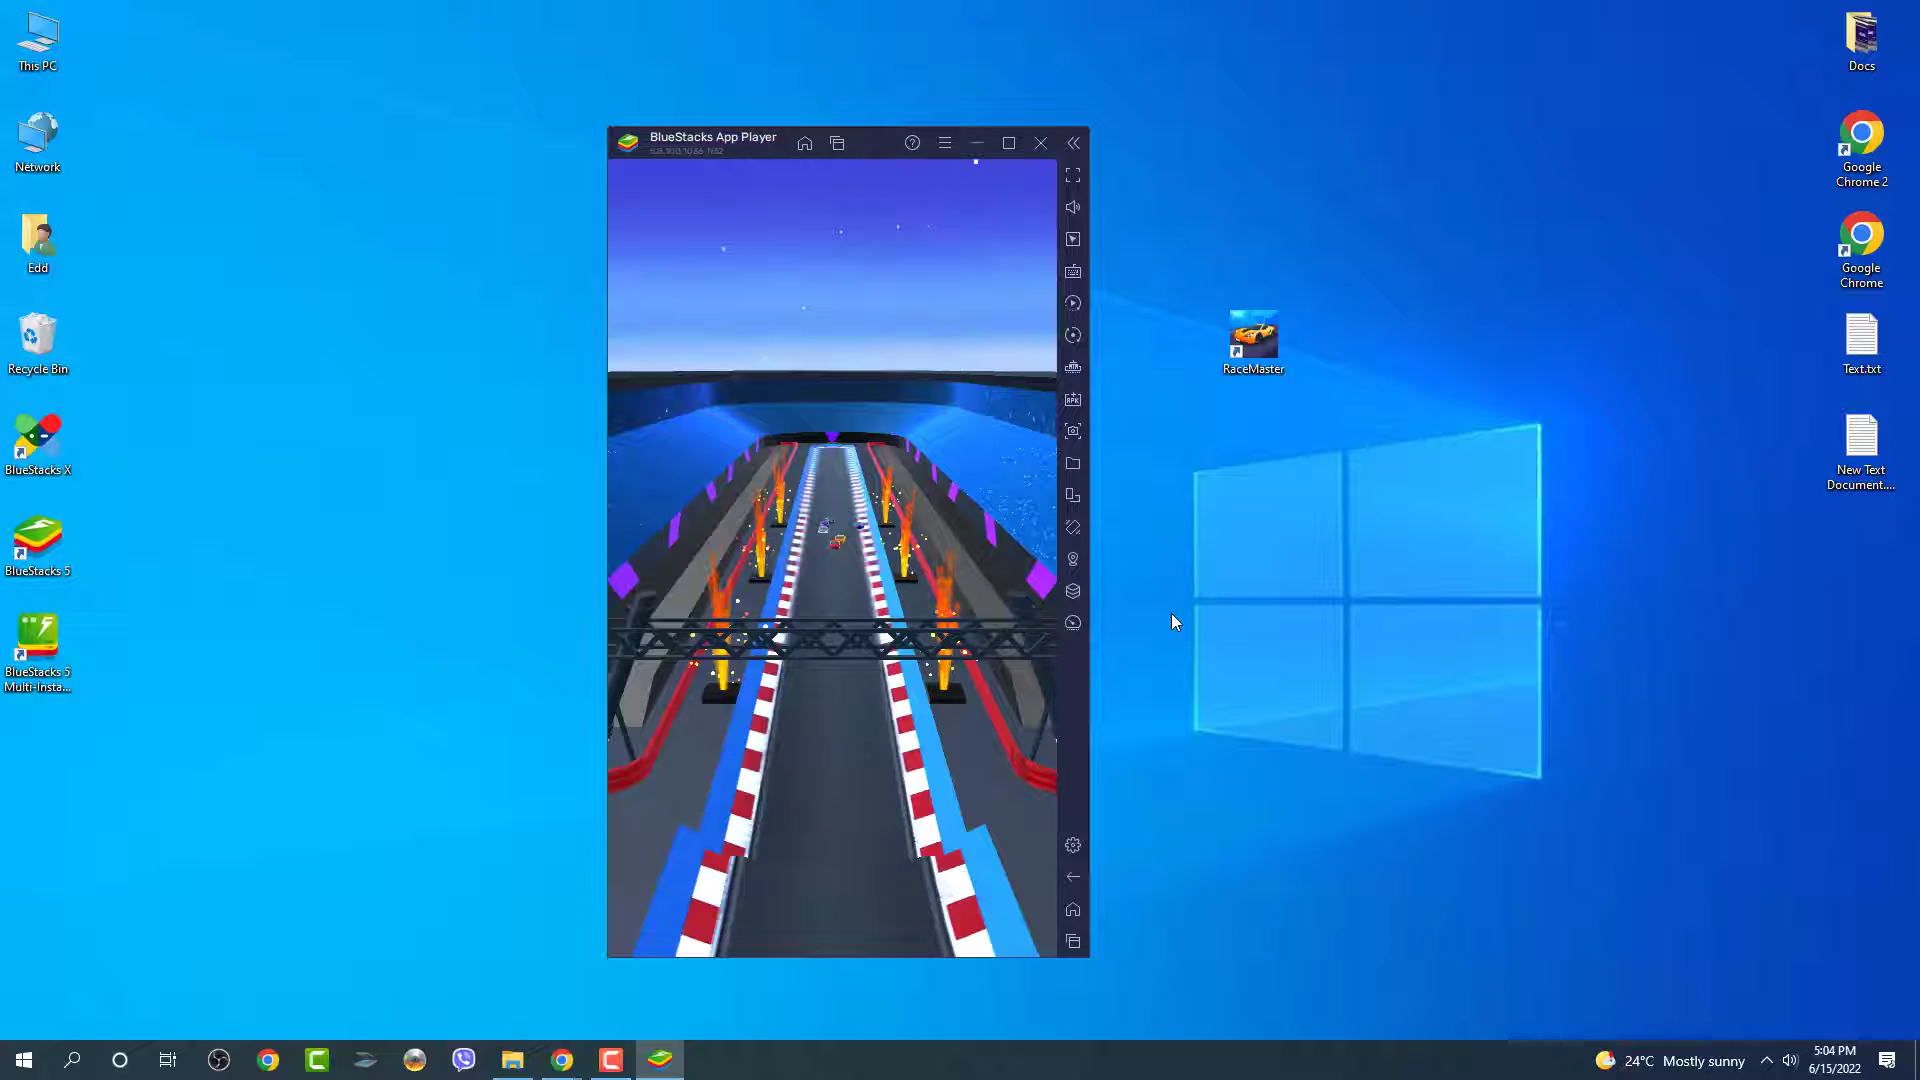 This PC
Network
Edd
Recycle Bin
BlueStacks X
BlueStacks 5
BlueStacks 5
Multi-Insta...
BlueStacks App Player
RaceMaster
Docs
Google
Chrome 2
Google
Chrome
Text.txt
New Text
Document....
24°C Mostly sunny
5:04 PM
6/15/2022